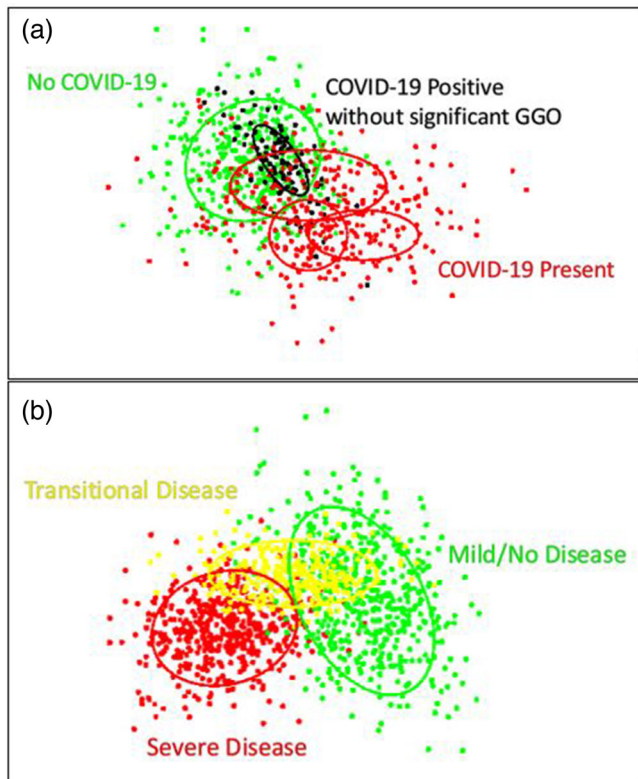 (a)
No COVID-19
COVID-19 Positive
without significant GGO
COVID-19 Present
(b)
Transitional Disease
Mild/No Disease
Severe Disease